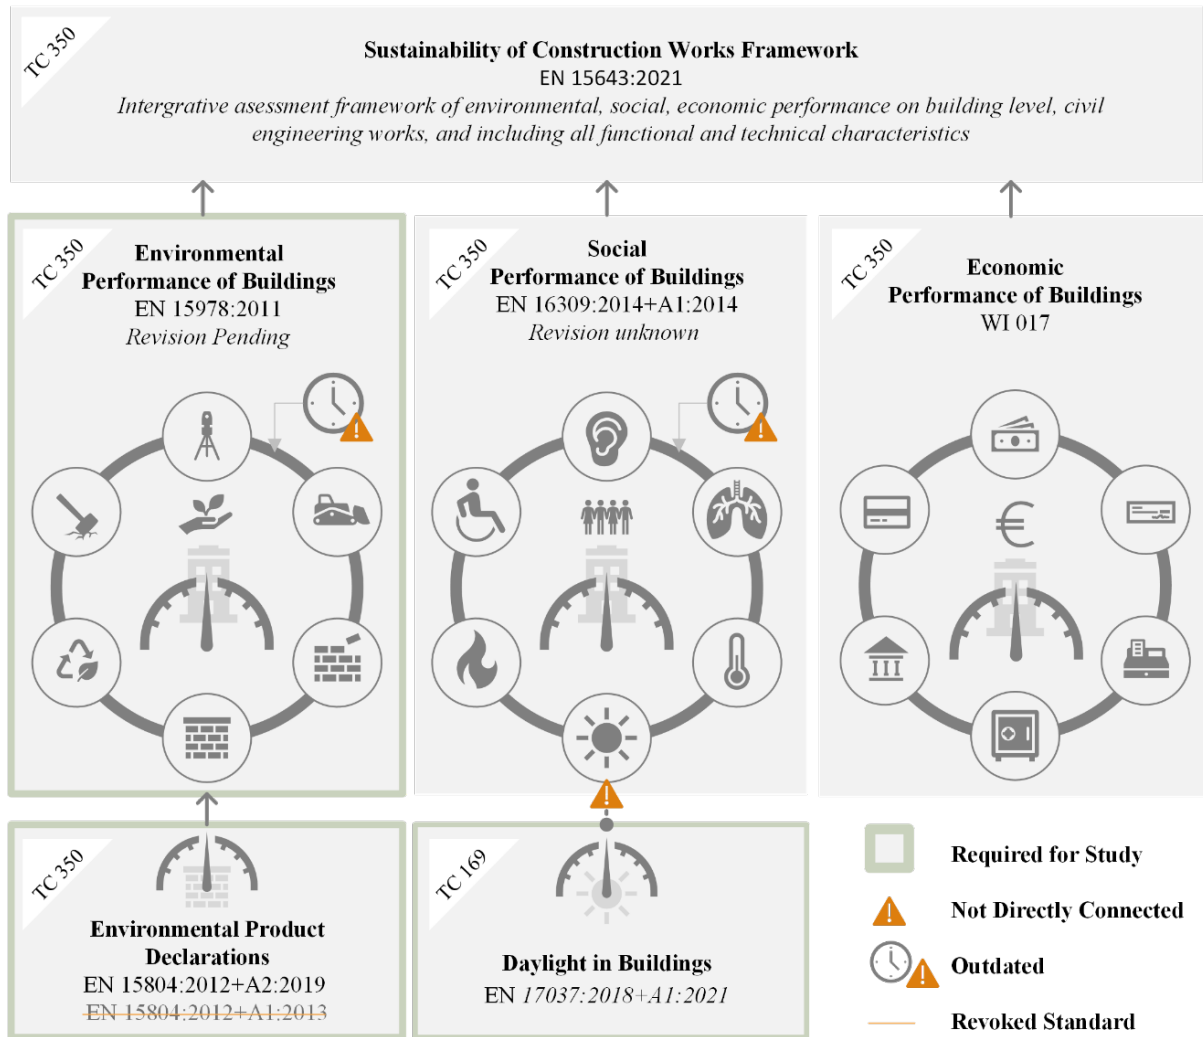 TC 350
Sustainability of Construction Works Framework
EN 15643:2021
Intergrative asessment framework of environmental, social, economic performance on building level, civil
engineering works, and including all functional and technical characteristics
TC 350
Environmental
Performance of Buildings
EN 15978:2011
Revision Pending
TC 350
Social
Performance of Buildings
EN 16309:2014+A1:2014
Revision unknown
TC 350
Economic
Performance of Buildings
WI 017
TC 350
Environmental Product
Declarations
EN 15804:2012+A2:2019
EN 15804:2012+A1:2013
TC 169
Daylight in Buildings
EN 17037:2018+A1:2021
Required for Study
Not Directly Connected
Outdated
Revoked Standard